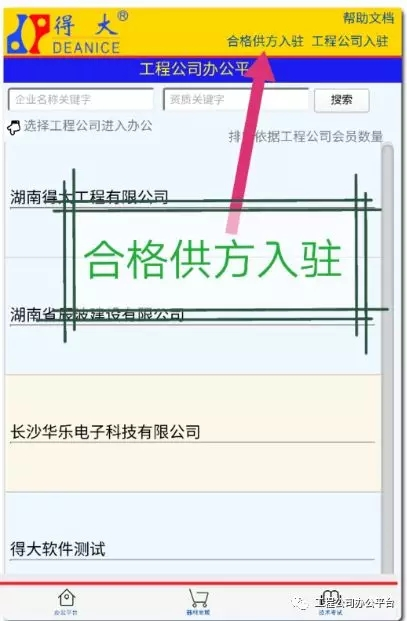 得大®
DEANICE
帮助文档
合格供方入驻 工程公司入驻
工程公司办公平
企业名称关键字
资质关键字
搜索
选择工程公司进入办公
排 依据工程公司会员数量
湖南得大工程有限公司
合格供方入驻
湖南省 建设有限公司
长沙华乐电子科技有限公司
得大软件测试
办公平台
技术考试
工程公司办公平台